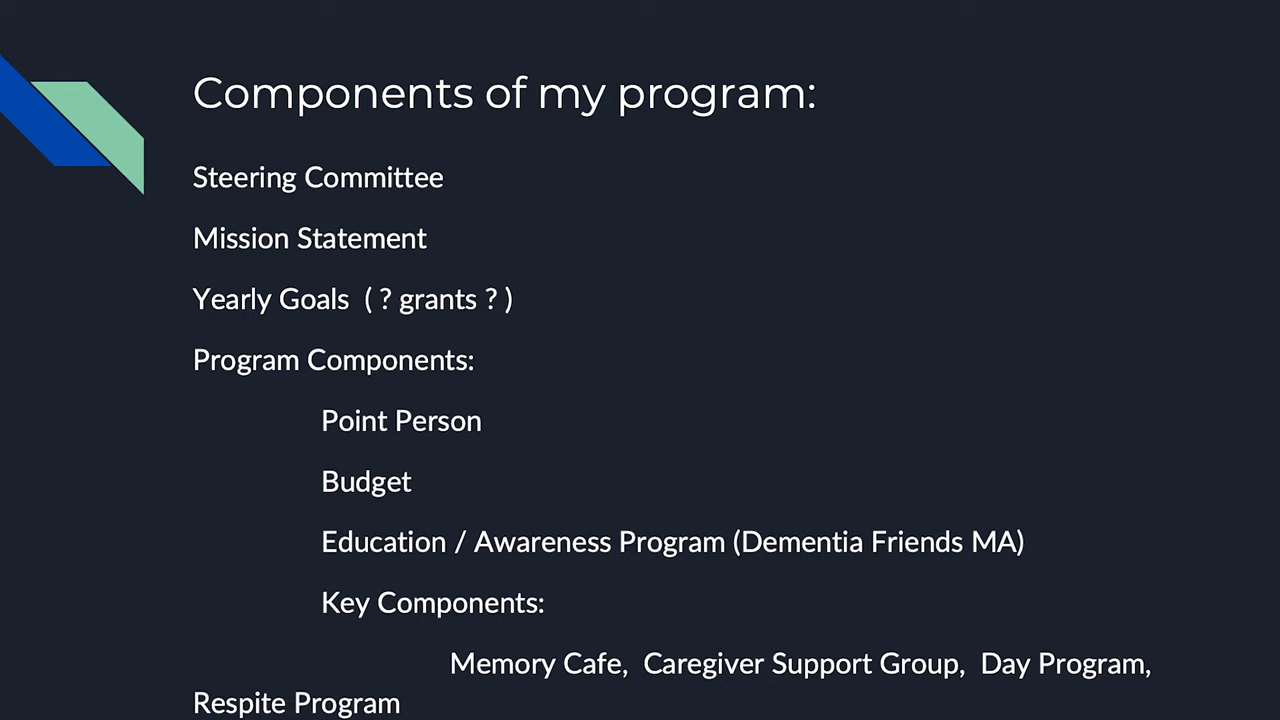 Components of my program:
Steering Committee
Mission Statement
Yearly Goals  ( ? grants ? )
Program Components:
Point Person
Budget
Education / Awareness Program (Dementia Friends MA)
Key Components:
Memory Cafe,  Caregiver Support Group,  Day Program,
Respite Program